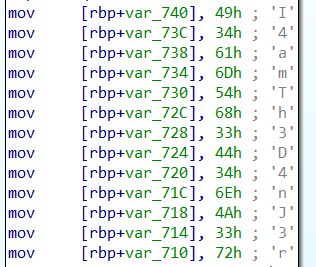 mov [rbp+var_740], 49h ; 'I'
mov [rbp+var_73C], 34h ; '4'
mov [rbp+var_738], 61h ; 'a'
mov [rbp+var_734], 6Dh ; 'm'
mov [rbp+var_730], 54h ; 'T'
mov [rbp+var_72C], 68h ; 'h'
mov [rbp+var_728], 33h ; '3'
mov [rbp+var_724], 44h ; 'D'
mov [rbp+var_720], 34h ; '4'
mov [rbp+var_71C], 6Eh ; 'n'
mov [rbp+var_718], 4Ah ; 'J'
mov [rbp+var_714], 33h ; '3'
mov [rbp+var_710], 72h ; 'r'